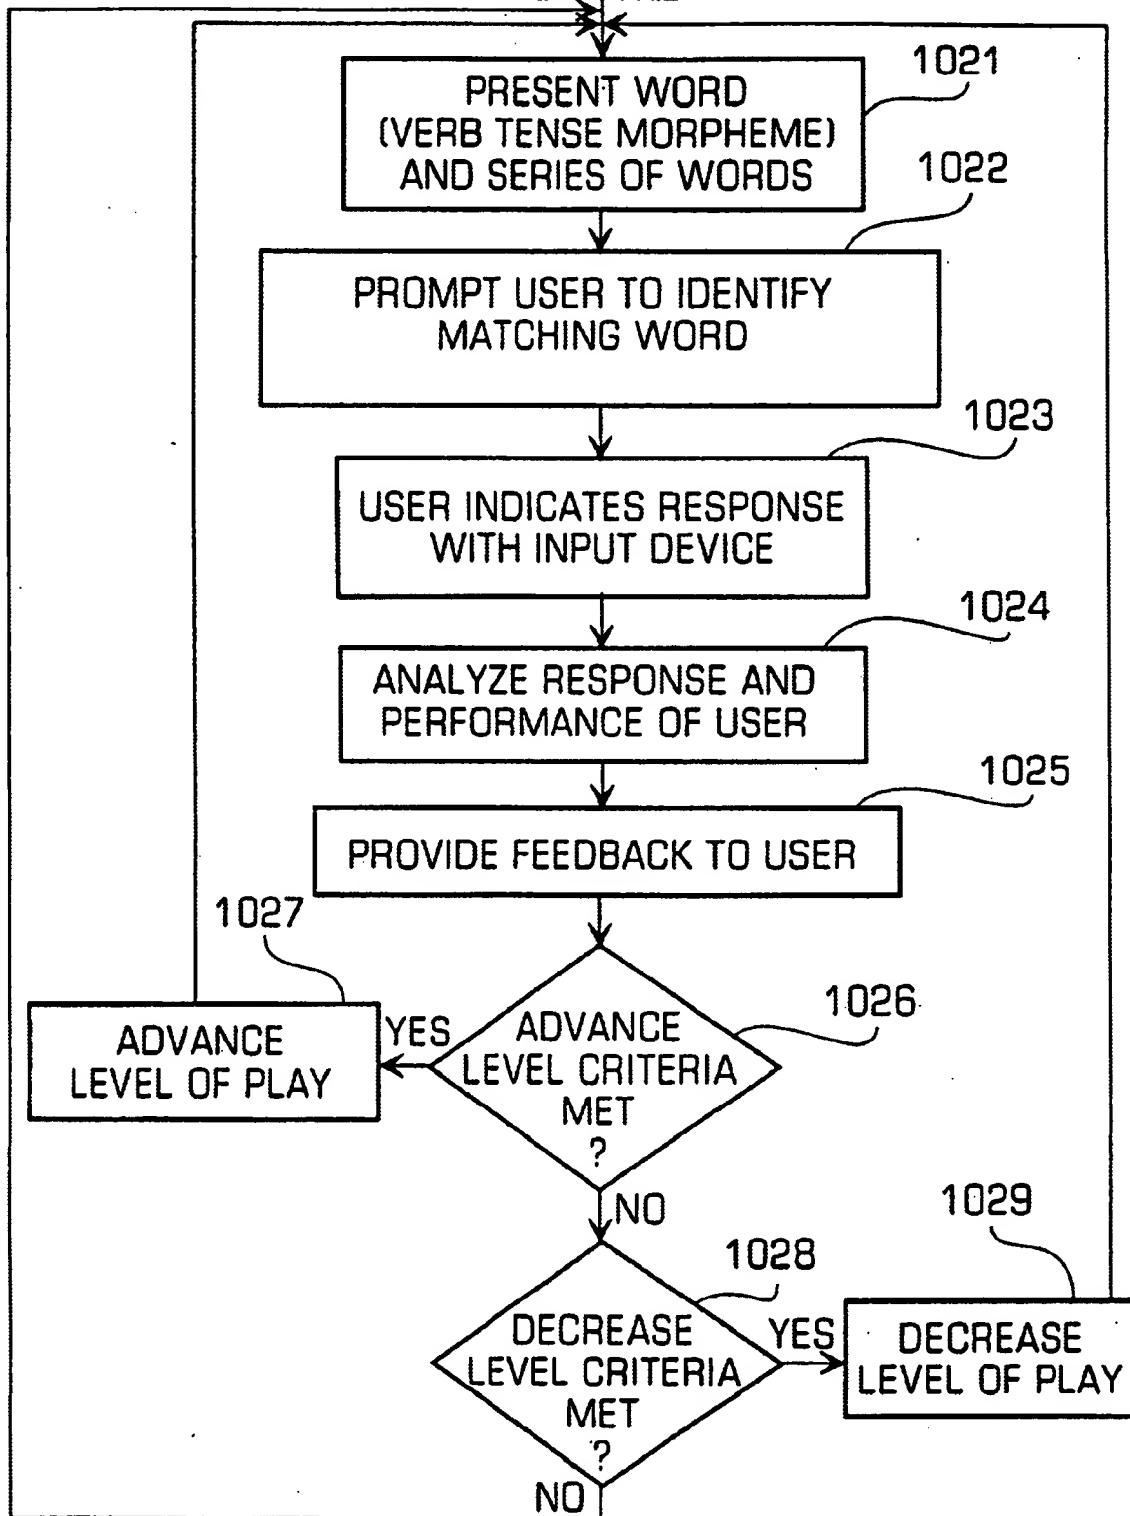 1021
PRESENT WORD
(VERB TENSE MORPHEME)
AND SERIES OF WORDS
1022
PROMPT USER TO IDENTIFY
MATCHING WORD
1023
USER INDICATES RESPONSE
WITH INPUT DEVICE
1024
ANALYZE RESPONSE AND
PERFORMANCE OF USER
1025
PROVIDE FEEDBACK TO USER
1027
1026
ADVANCE
LEVEL OF PLAY
YES
ADVANCE
LEVEL CRITERIA
MET
?
NO
1029
1028
DECREASE
LEVEL CRITERIA
MET
?
YES
DECREASE
LEVEL OF PLAY
NO